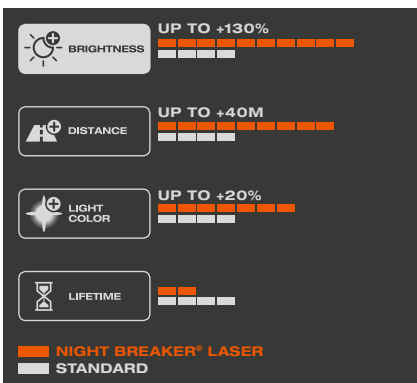 BRIGHTNESS
UP TO +130%
DISTANCE
UP TO +40M
LIGHT
COLOR
UP TO +20%
LIFETIME
NIGHT BREAKER® LASER
STANDARD